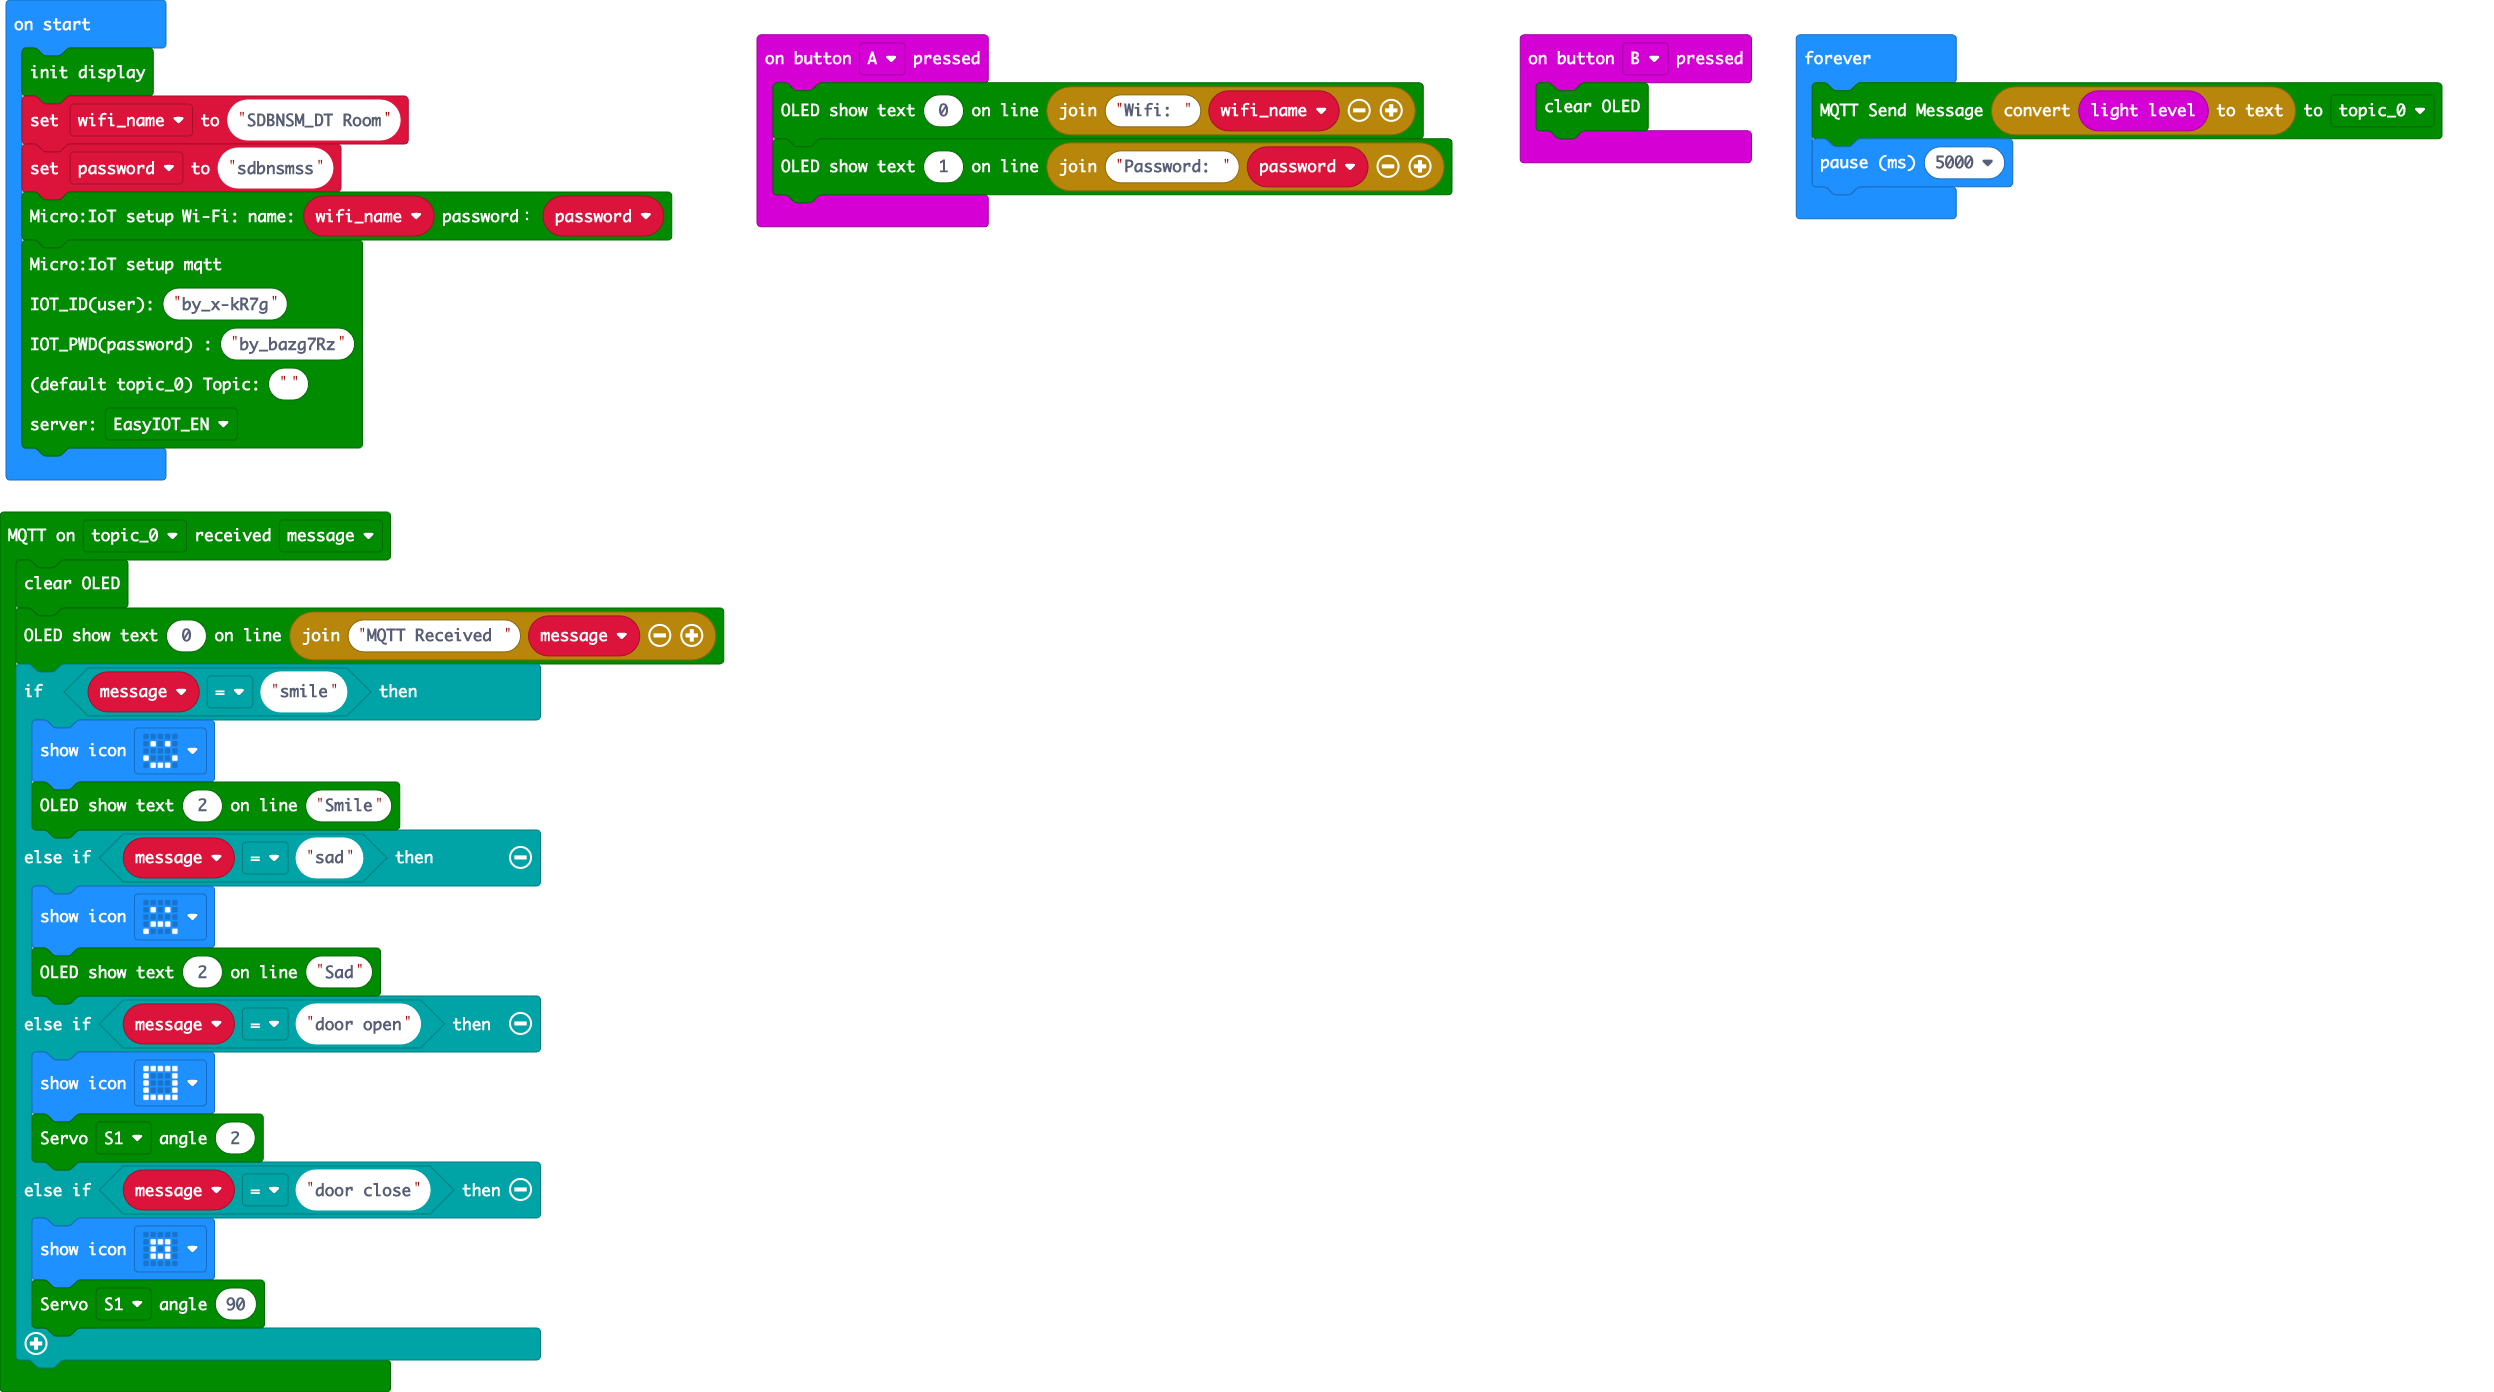 on start
init display
set wifi_name to "SDBNSM_DT Room"
set password to "sdbnsmss"
Micro:IoT setup Wi-Fi: name: wifi_name password: password
Micro:IoT setup mqtt
IOT_ID(user): "by_x-kR7g"
IOT_PWD(password) : "by_bazg7Rz"
(default topic_0) Topic: " "
server: EasyIOT_EN
on button A pressed
OLED show text 0 on line join "Wifi: " wifi_name
OLED show text 1 on line join "Password: " password
on button B pressed
clear OLED
forever
MQTT Send Message convert light level to text to topic_0
pause (ms) 5000
MQTT on topic_0 received message
clear OLED
OLED show text 0 on line join "MQTT Received " message
if message = "smile" then
show icon
OLED show text 2 on line "Smile"
else if message = "sad" then
show icon
OLED show text 2 on line "Sad"
else if message = "door open" then
show icon
Servo S1 angle 2
else if message = "door close" then
show icon
Servo S1 angle 90